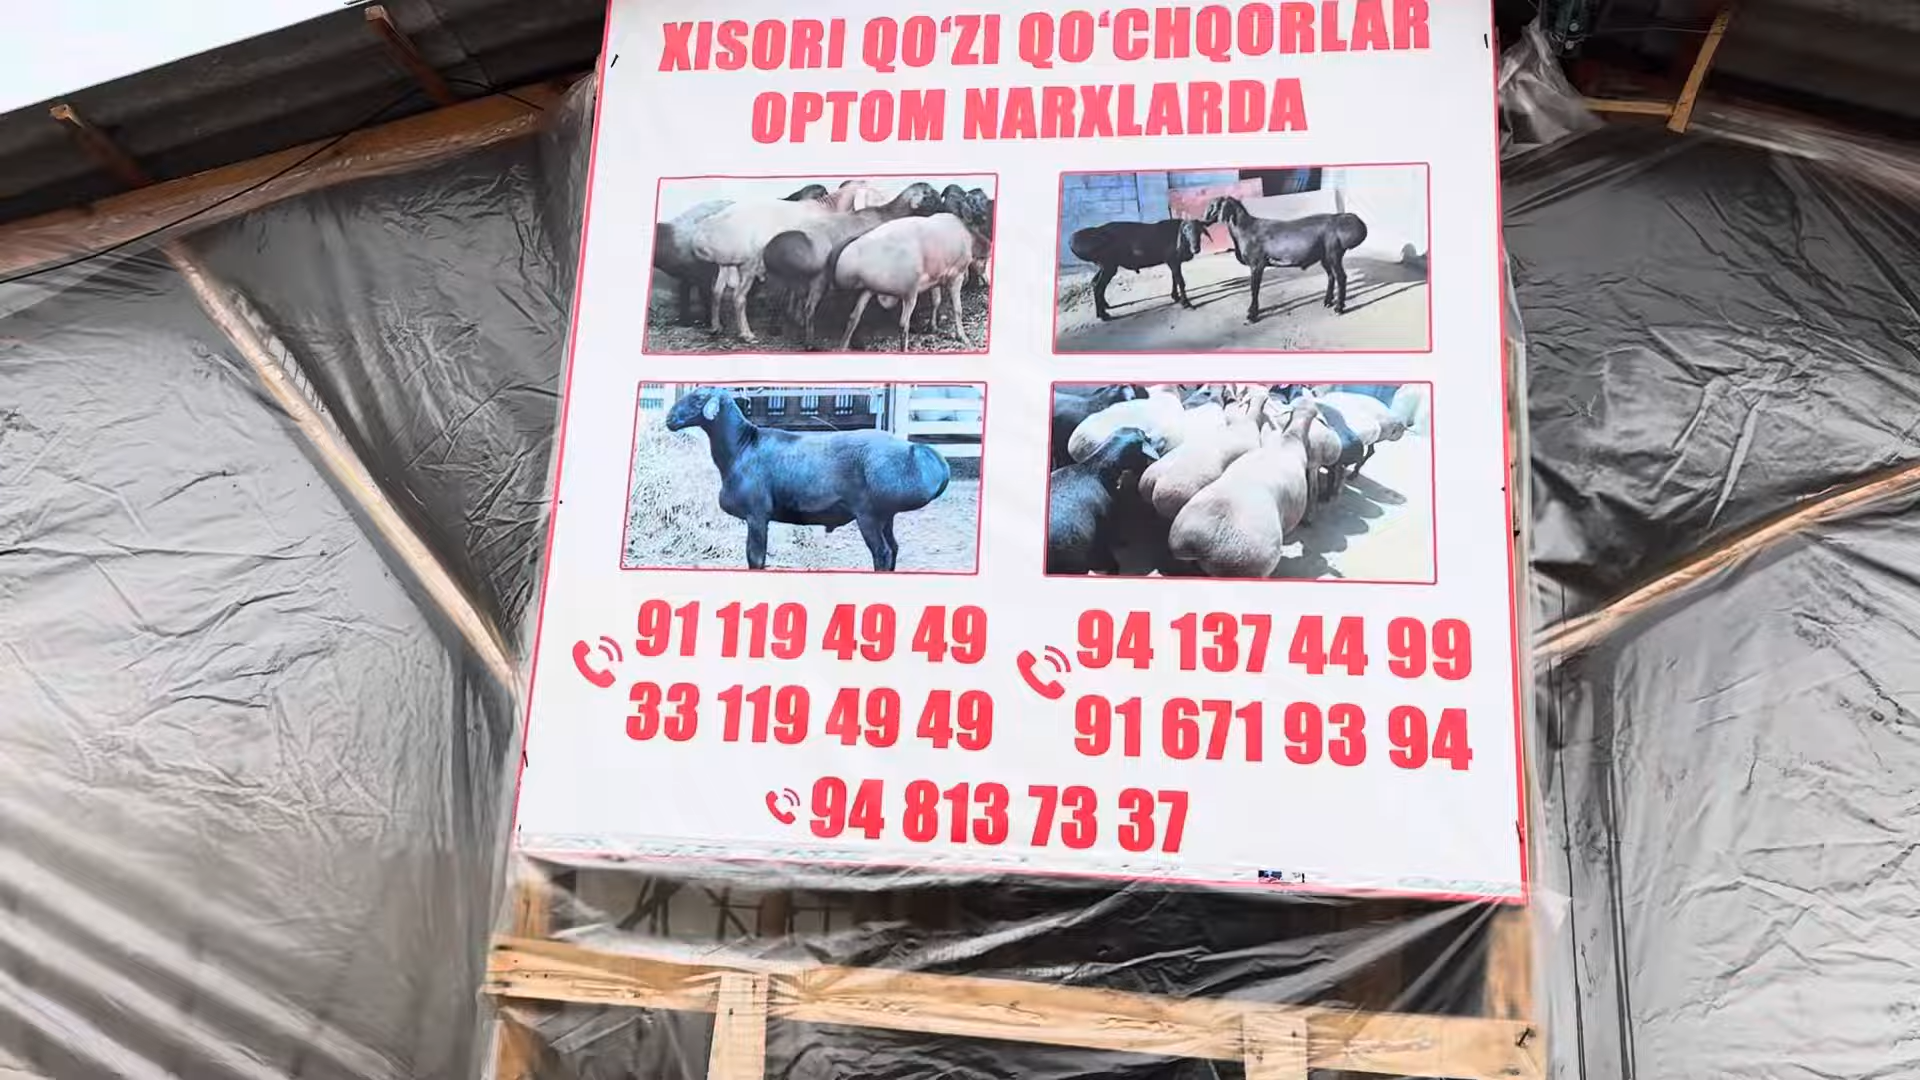 XISORI QO‘ZI QO‘CHQORLAR
OPTOM NARXLARDA
91 119 49 49
33 119 49 49
94 137 44 99
91 671 93 94
94 813 73 37